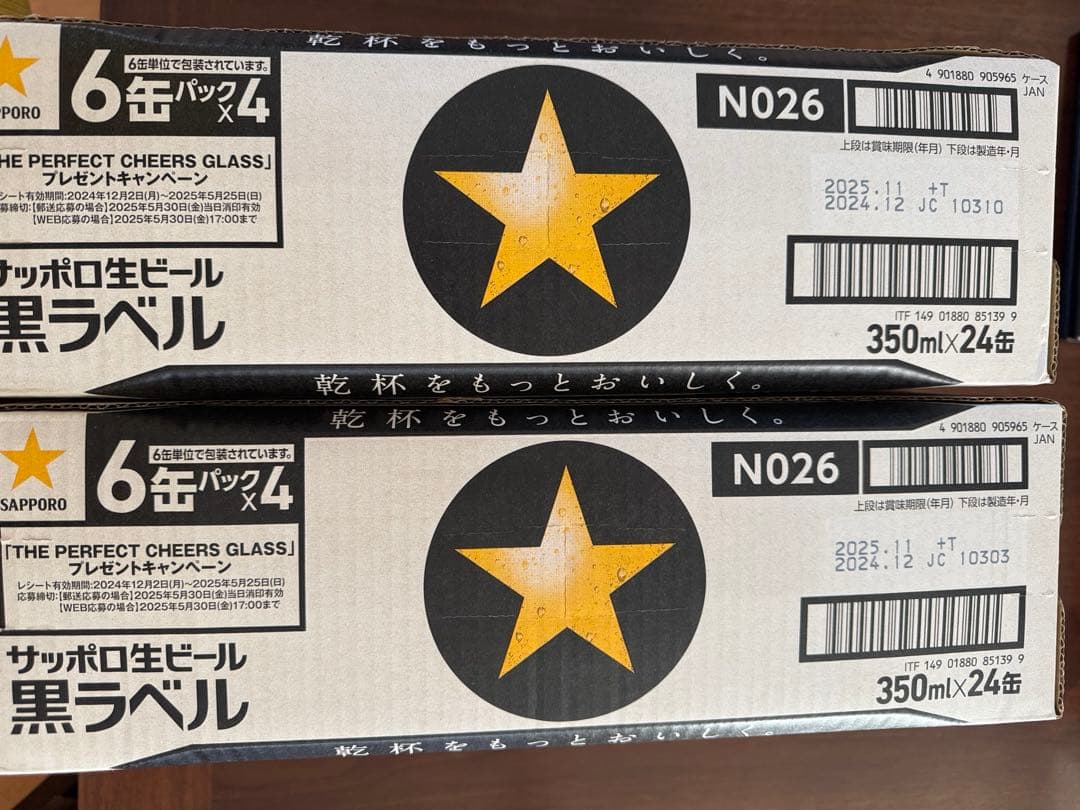 乾杯をもっとおいしく。
PPORO
6缶パック×4
6缶単位で包装されています。
HE PERFECT CHEERS GLASS」
プレゼントキャンペーン
シート有効期間:2024年12月2日(月)～2025年5月25日(日)
募締切:【郵送応募の場合】2025年5月30日(金)当日消印有効
【WEB応募の場合】2025年5月30日(金)17:00まで
サッポロ生ビール
黒ラベル
N026
4 901880 905965 ケース
JAN
上段は賞味期限(年月) 下段は製造年・月
2025.11 +T
2024.12 JC 10310
ITF 149 01880 85139 9
350ml×24缶
乾杯をもっとおいしく。
乾杯をもっとおいしく。
SAPPORO
6缶パック×4
6缶単位で包装されています。
「THE PERFECT CHEERS GLASS」
プレゼントキャンペーン
レシート有効期間:2024年12月2日(月)～2025年5月25日(日)
応募締切:【郵送応募の場合】2025年5月30日(金)当日消印有効
【WEB応募の場合】2025年5月30日(金)17:00まで
サッポロ生ビール
黒ラベル
N026
4 901880 905965 ケース
JAN
上段は賞味期限(年月) 下段は製造年・月
2025.11 +T
2024.12 JC 10303
ITF 149 01880 85139 9
350ml×24缶
乾杯をもっとおいしく。